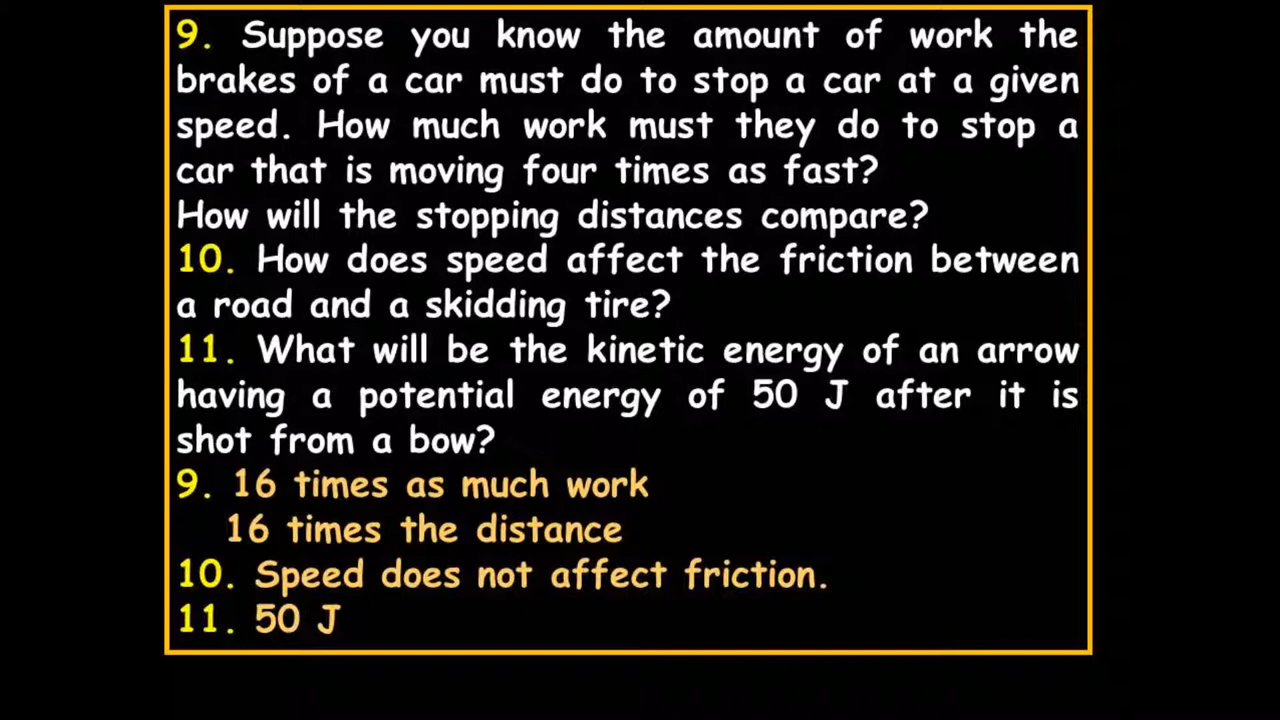 9. Suppose you know the amount of work the
brakes of a car must do to stop a car at a given
speed. How much work must they do to stop a
car that is moving four times as fast?
How will the stopping distances compare?
10. How does speed affect the friction between
a road and a skidding tire?
11. What will be the kinetic energy of an arrow
having a potential energy of 50 J after it is
shot from a bow?
9. 16 times as much work
16 times the distance
10. Speed does not affect friction.
11. 50 J